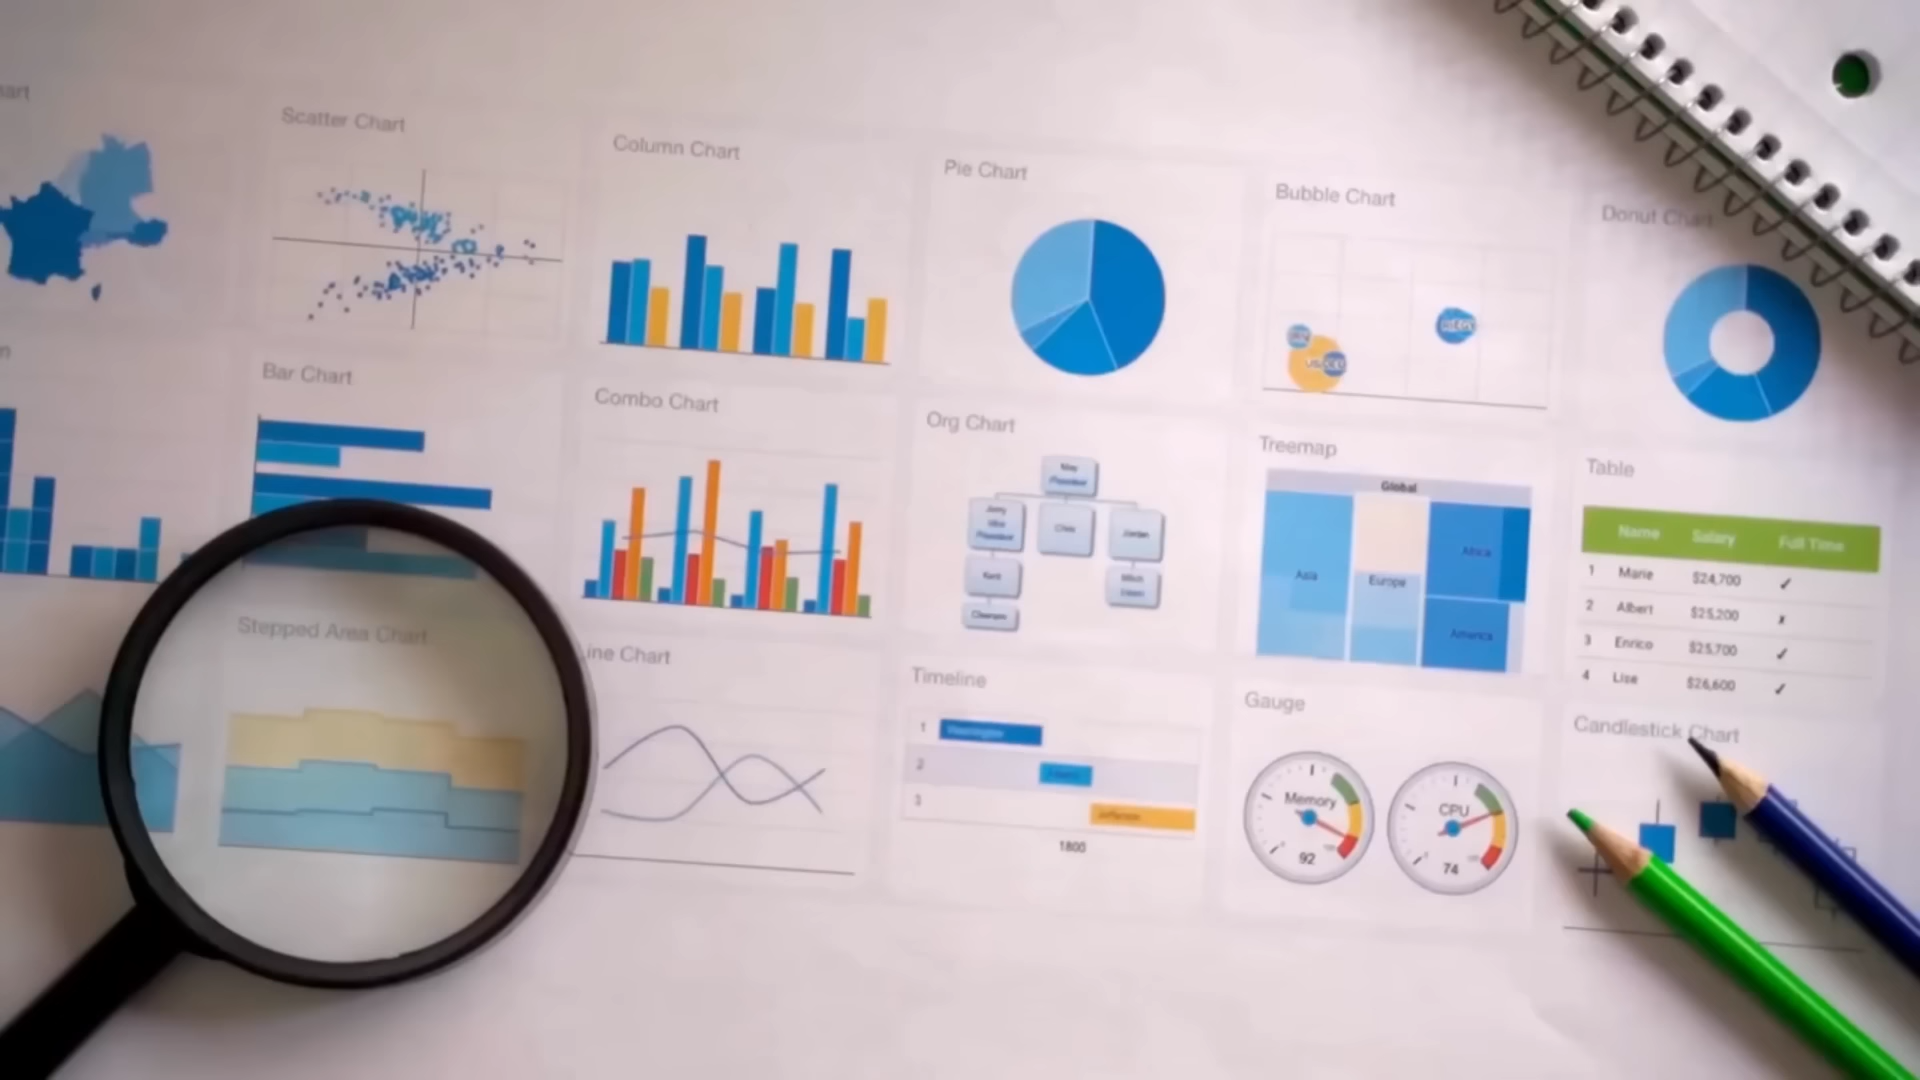 Scatter Chart
Column Chart
Pie Chart
Bubble Chart
Donut Chart
Bar Chart
Combo Chart
Org Chart
Treemap
Global
Asia
Europe
Africa
America
Table
Name Salary Full Time
1 Marie $24,700 ✓
2 Albert $25,200 ✗
3 Enrico $25,700 ✓
4 Lise $26,600 ✓
Stepped Area Chart
ine Chart
Timeline
1
2
3
1800
Gauge
Memory
92
CPU
74
Candlestick Chart